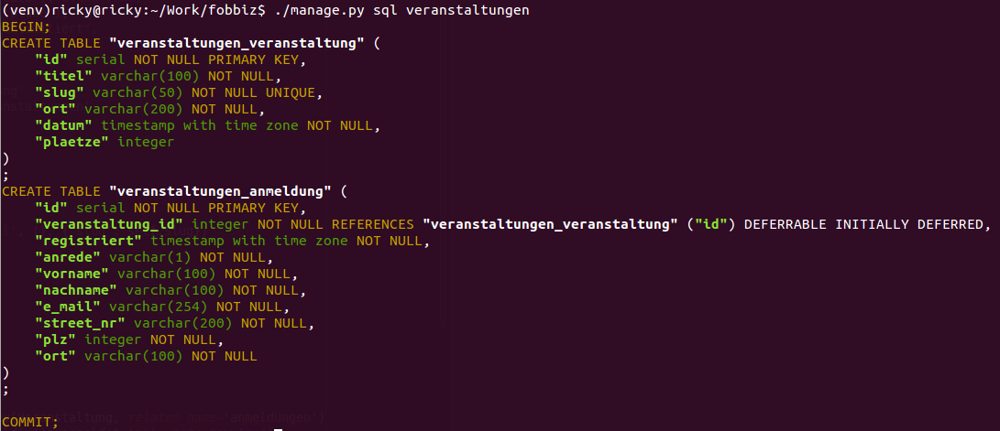 (venv)ricky@ricky:~/Work/fobbiz$ ./manage.py sql veranstaltungen
BEGIN;
CREATE TABLE "veranstaltungen_veranstaltung" (
    "id" serial NOT NULL PRIMARY KEY,
    "titel" varchar(100) NOT NULL,
    "slug" varchar(50) NOT NULL UNIQUE,
    "ort" varchar(200) NOT NULL,
    "datum" timestamp with time zone NOT NULL,
    "plaetze" integer
)
;
CREATE TABLE "veranstaltungen_anmeldung" (
    "id" serial NOT NULL PRIMARY KEY,
    "veranstaltung_id" integer NOT NULL REFERENCES "veranstaltungen_veranstaltung" ("id") DEFERRABLE INITIALLY DEFERRED,
    "registriert" timestamp with time zone NOT NULL,
    "anrede" varchar(1) NOT NULL,
    "vorname" varchar(100) NOT NULL,
    "nachname" varchar(100) NOT NULL,
    "e_mail" varchar(254) NOT NULL,
    "street_nr" varchar(200) NOT NULL,
    "plz" integer NOT NULL,
    "ort" varchar(100) NOT NULL
)
;
COMMIT;